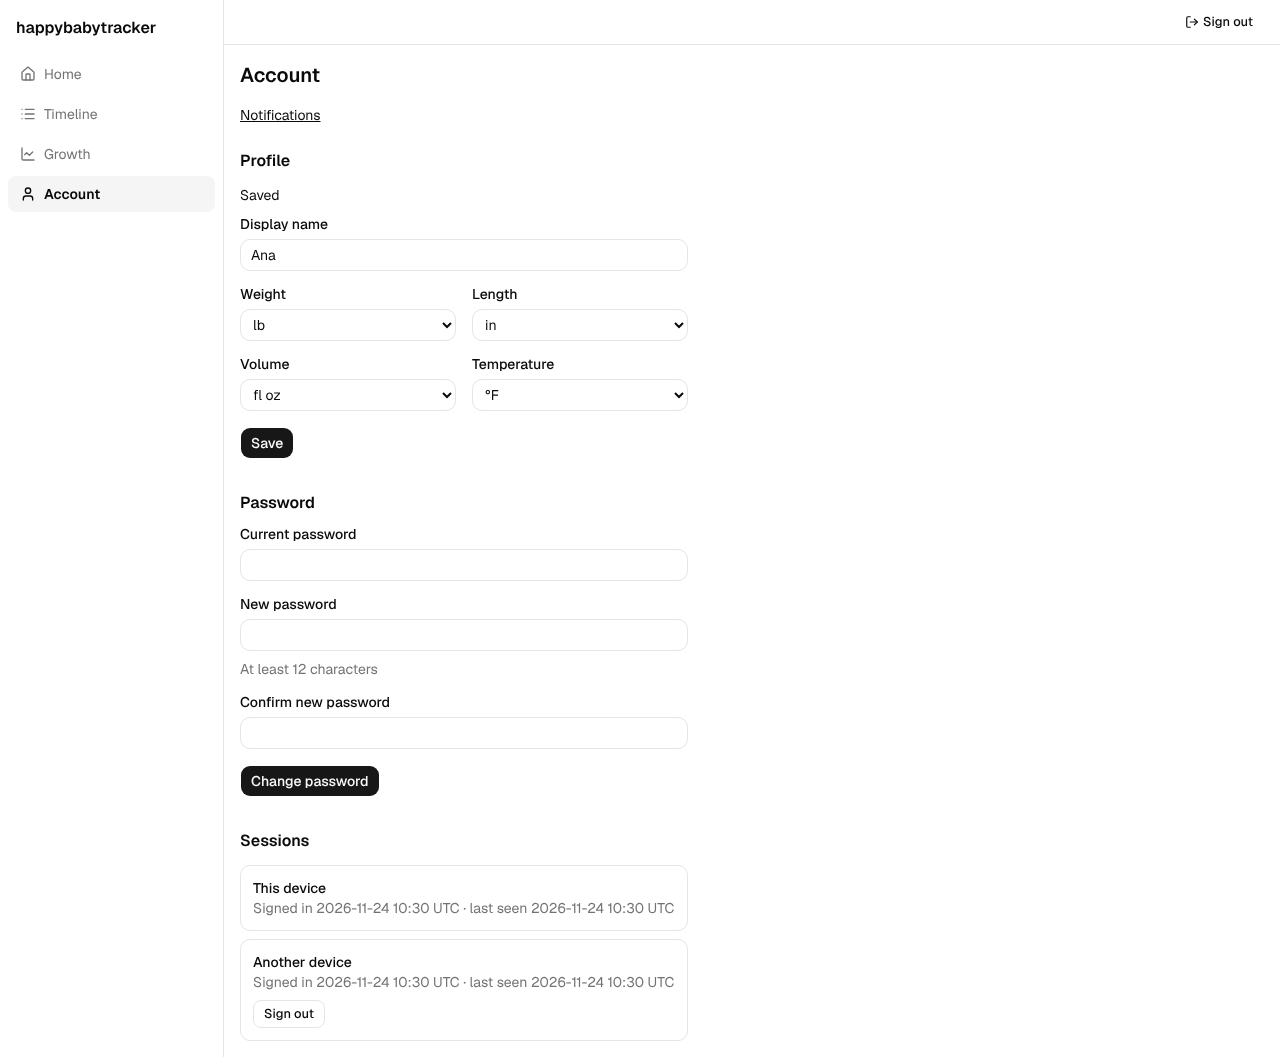 happybabytracker
Sign out
Home
Timeline
Growth
Account
Account
Notifications
Profile
Saved
Display name
Ana
Weight
Length
lb
in
Volume
Temperature
fl oz
°F
Save
Password
Current password
New password
At least 12 characters
Confirm new password
Change password
Sessions
This device
Signed in 2026-11-24 10:30 UTC · last seen 2026-11-24 10:30 UTC
Another device
Signed in 2026-11-24 10:30 UTC · last seen 2026-11-24 10:30 UTC
Sign out